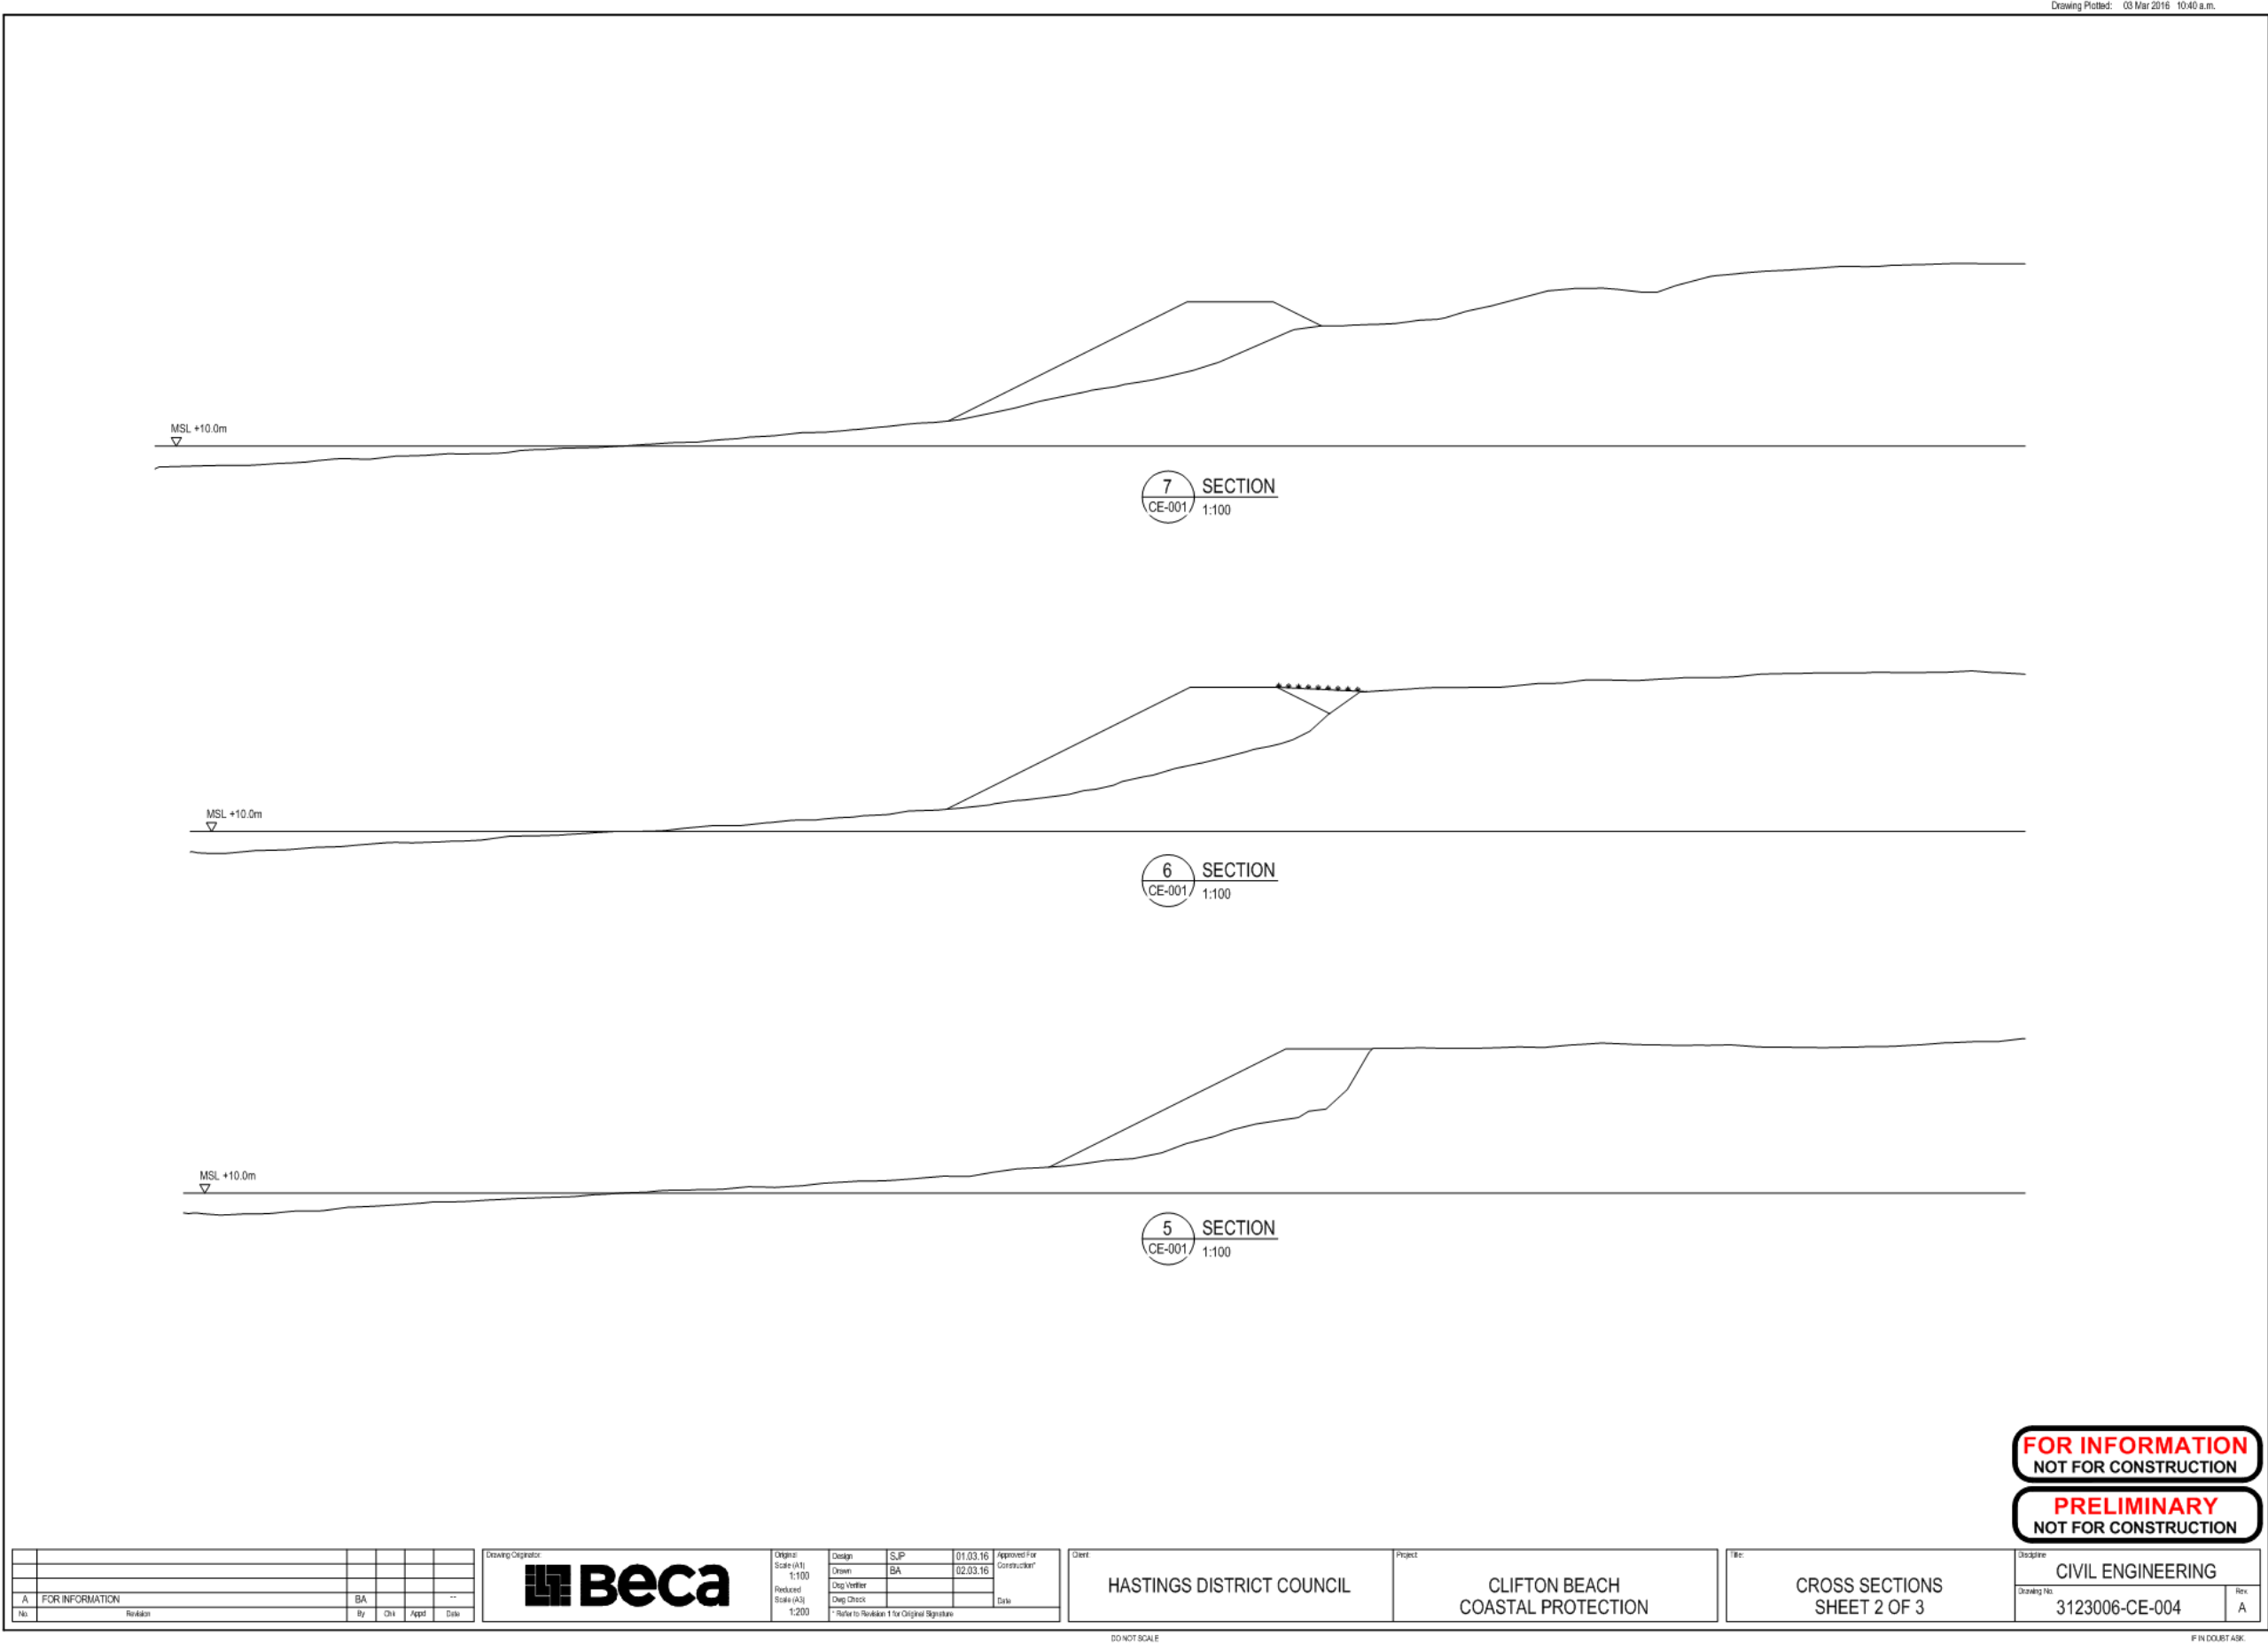 Drawing Plotted: 03 Mar 2016 10:40 a.m.
MSL +10.0m
7
CE-001
SECTION
1:100
MSL +10.0m
6
CE-001
SECTION
1:100
MSL +10.0m
5
CE-001
SECTION
1:100
FOR INFORMATION
NOT FOR CONSTRUCTION
PRELIMINARY
NOT FOR CONSTRUCTION
A FOR INFORMATION BA --
No. Revision By Chk Appd Date
Drawing Originator:
Beca
Original
Scale (A1)
1:100
Reduced
Scale (A3)
1:200
Design SJP 01.03.16
Drawn BA 02.03.16
Dsg Verifier
Dwg Check
* Refer to Revision 1 for Original Signature
Approved For
Construction*
Date
Client:
HASTINGS DISTRICT COUNCIL
Project:
CLIFTON BEACH
COASTAL PROTECTION
Title:
CROSS SECTIONS
SHEET 2 OF 3
Discipline
CIVIL ENGINEERING
Drawing No.
3123006-CE-004
Rev.
A
DO NOT SCALE
IF IN DOUBT ASK.